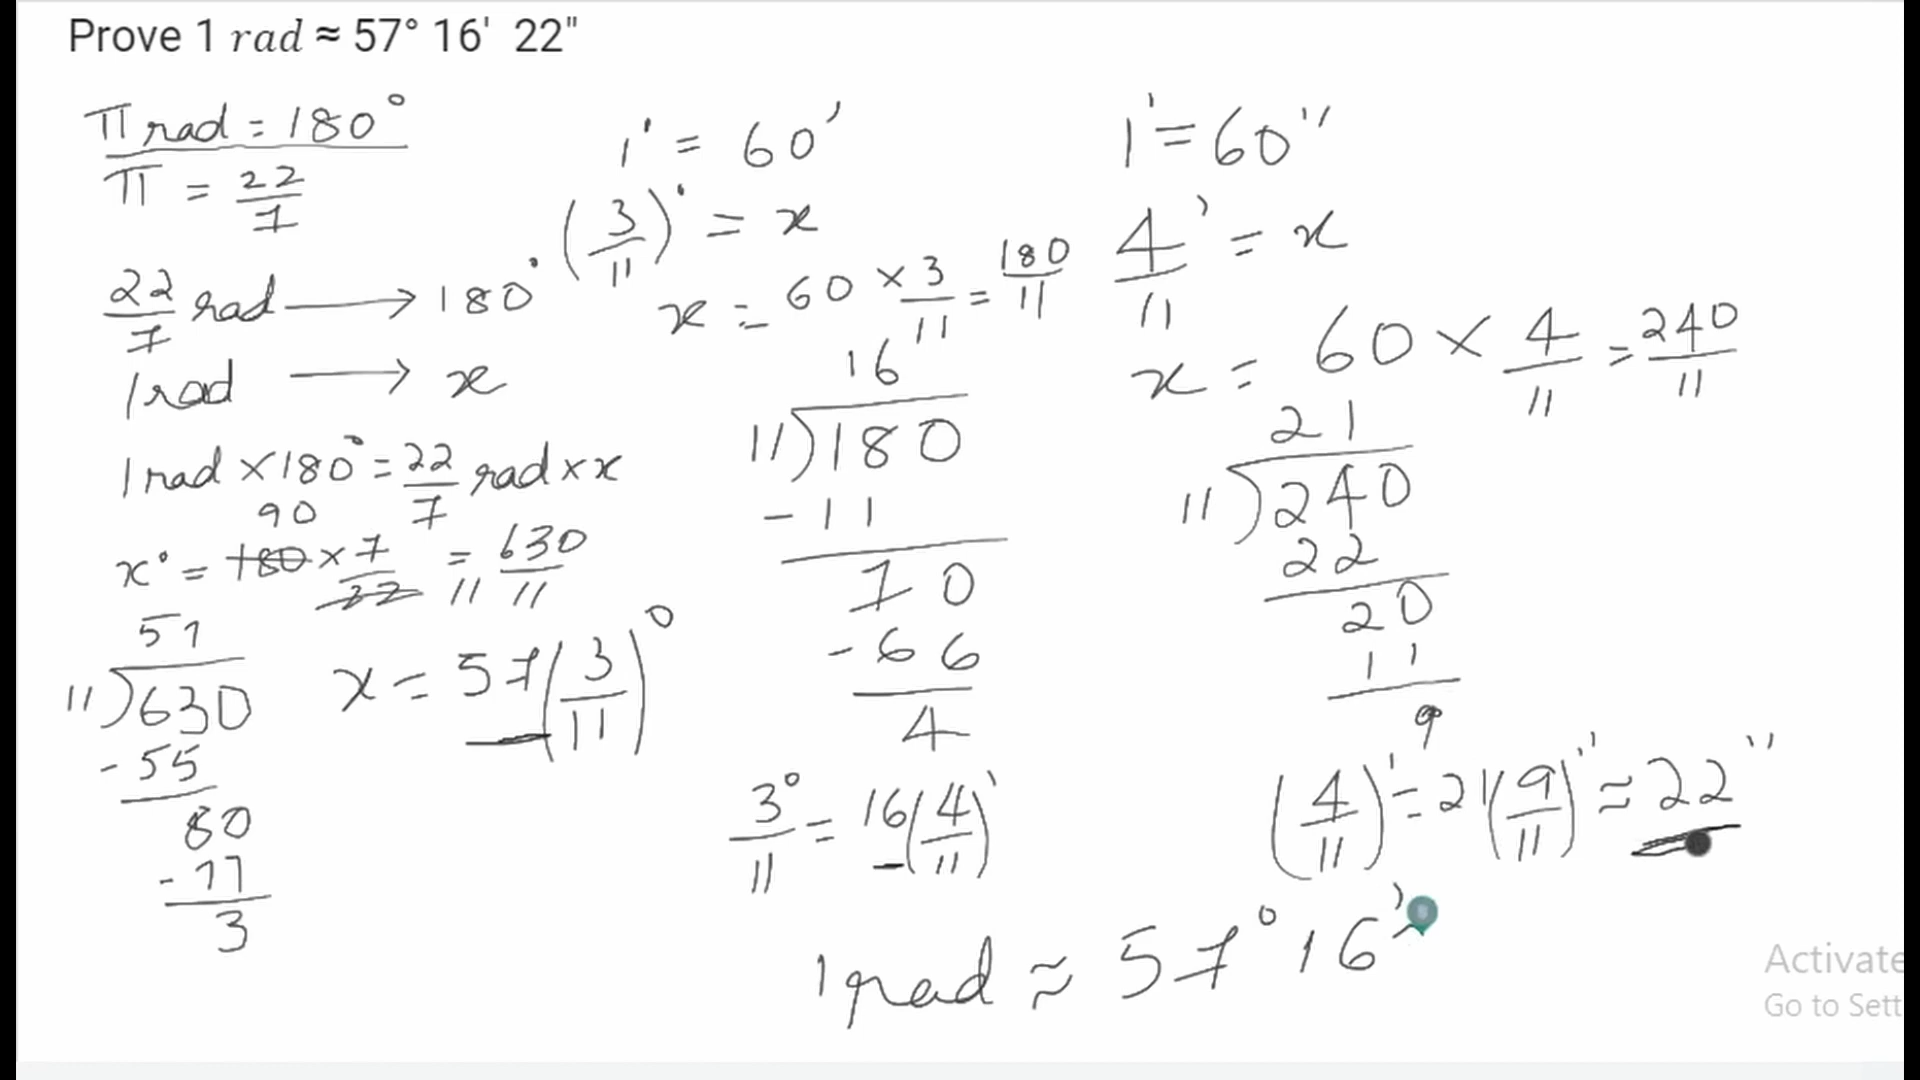 Prove 1 rad ≈ 57° 16' 22"
π rad = 180°
π = 22/7
22/7 rad → 180°
1 rad → x
1 rad × 180° = 22/7 rad × x
90
x° = 180 × 7/22 = 630/11
11
57
11)630
-55
80
-77
3
x = 57(3/11)°
1' = 60'
(3/11)° = x
x = 60 × 3/11 = 180/11
16
11)180
-11
70
-66
4
3/11° = 16(4/11)'
1' = 60"
4/11' = x
x = 60 × 4/11 = 240/11
21
11)240
22
20
11
9
(4/11)' = 21(9/11)" ≈ 22"
1 rad ≈ 57° 16'
Activate
Go to Sett